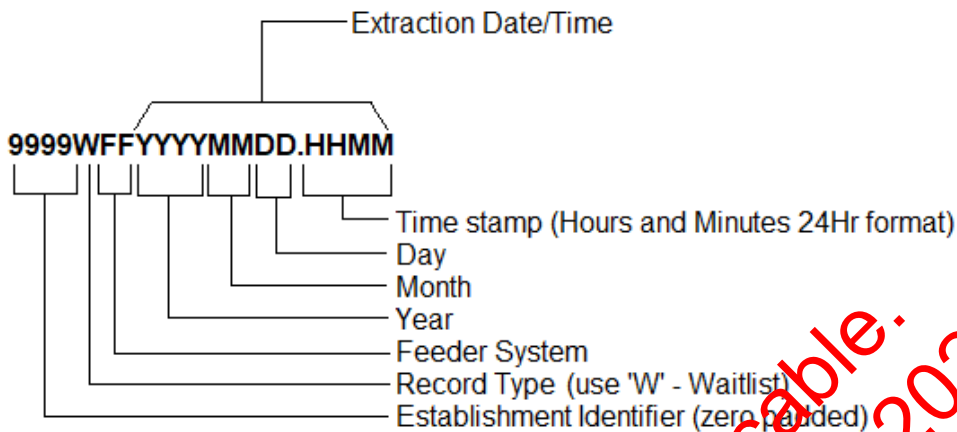 Extraction Date/Time
9999WFFYYYYMMDD.HHMM
Time stamp (Hours and Minutes 24Hr format)
Day
Month
Year
Feeder System
Record Type (use 'W' - Waitlist)
Establishment Identifier (zero padded)